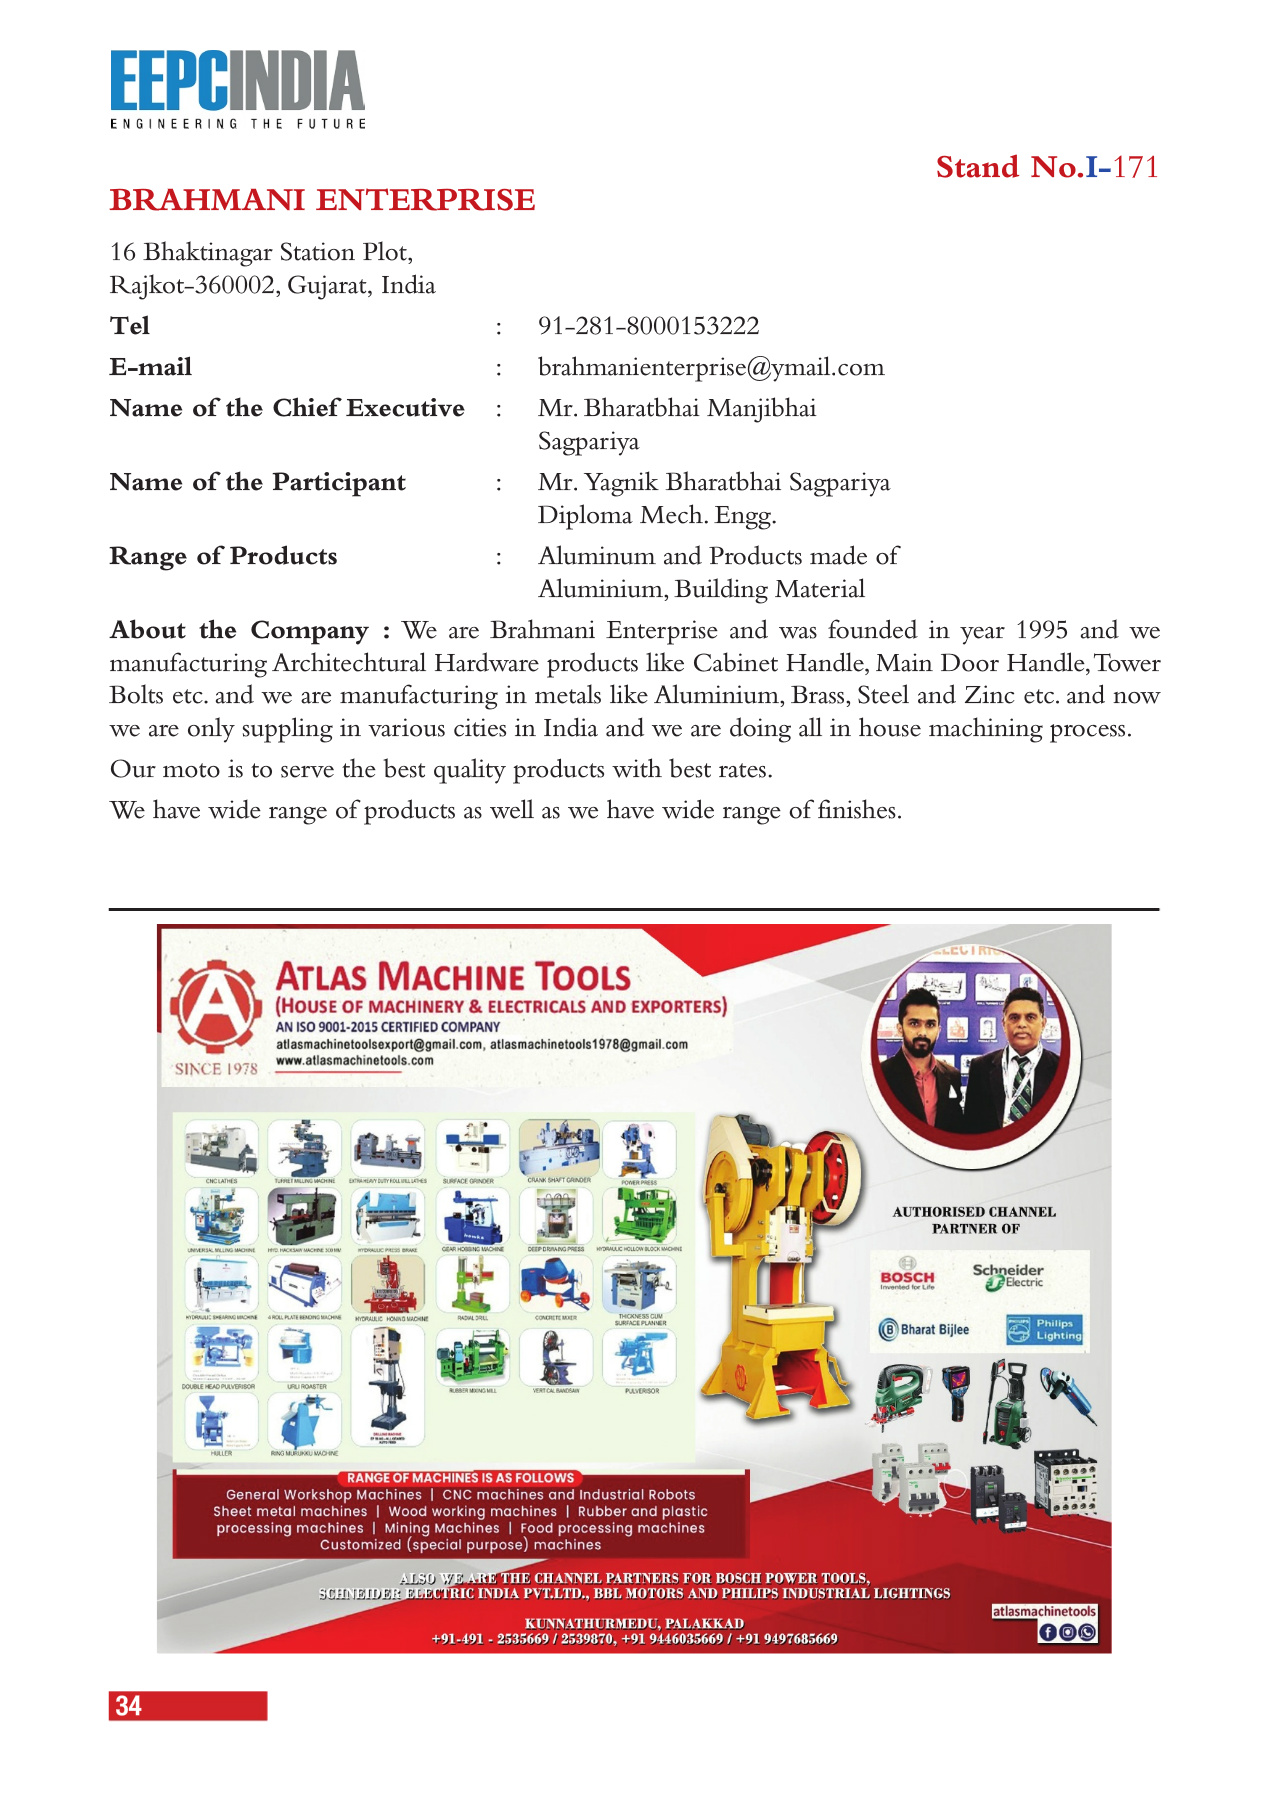 EEPCINDIA
ENGINEERING THE FUTURE
Stand No.I-171
BRAHMANI ENTERPRISE
16 Bhaktinagar Station Plot,
Rajkot-360002, Gujarat, India
Tel : 91-281-8000153222
E-mail : brahmanienterprise@ymail.com
Name of the Chief Executive : Mr. Bharatbhai Manjibhai
Sagpariya
Name of the Participant : Mr. Yagnik Bharatbhai Sagpariya
Diploma Mech. Engg.
Range of Products : Aluminum and Products made of
Aluminium, Building Material
About the Company : We are Brahmani Enterprise and was founded in year 1995 and we
manufacturing Architechtural Hardware products like Cabinet Handle, Main Door Handle, Tower
Bolts etc. and we are manufacturing in metals like Aluminium, Brass, Steel and Zinc etc. and now
we are only suppling in various cities in India and we are doing all in house machining process.
Our moto is to serve the best quality products with best rates.
We have wide range of products as well as we have wide range of finishes.
A
SINCE 1978
ATLAS MACHINE TOOLS
(HOUSE OF MACHINERY & ELECTRICALS AND EXPORTERS)
AN ISO 9001-2015 CERTIFIED COMPANY
atlasmachinetoolsexport@gmail.com, atlasmachinetools1978@gmail.com
www.atlasmachinetools.com
CNC LATHES TURRET MILLING MACHINE EXTRA HEAVY DUTY ROLL MILL LATHES SURFACE GRINDER CRANK SHAFT GRINDER POWER PRESS
UNIVERSAL MILLING MACHINE HYD. HACKSAW MACHINE HYDRAULIC PRESS BRAKE GEAR HOBBING MACHINE DEEP DRAWING PRESS HYDRAULIC HOLLOW BLOCK MACHINE
HYDRAULIC SHEARING MACHINE 4 ROLL PLATE BENDING MACHINE HYDRAULIC HONING MACHINE RADIAL DRILL CONCRETE MIXER THICKNESS CUM
SURFACE PLANNER
DOUBLE HEAD PULVERISOR URLI ROASTER RUBBER MIXING MILL VERTICAL BANDSAW PULVERISOR
HULLER RING MURUKKU MACHINE DRILLING MACHINE
AUTHORISED CHANNEL
PARTNER OF
BOSCH
Invented for Life
Schneider
Electric
B Bharat Bijlee
Philips
Lighting
RANGE OF MACHINES IS AS FOLLOWS
General Workshop Machines | CNC machines and Industrial Robots
Sheet metal machines | Wood working machines | Rubber and plastic
processing machines | Mining Machines | Food processing machines
Customized (special purpose) machines
ALSO WE ARE THE CHANNEL PARTNERS FOR BOSCH POWER TOOLS,
SCHNEIDER ELECTRIC INDIA PVT.LTD., BBL MOTORS AND PHILIPS INDUSTRIAL LIGHTINGS
KUNNATHURMEDU, PALAKKAD
+91-491 - 2535669 / 2539870, +91 9446035669 / +91 9497685669
atlasmachinetools
34